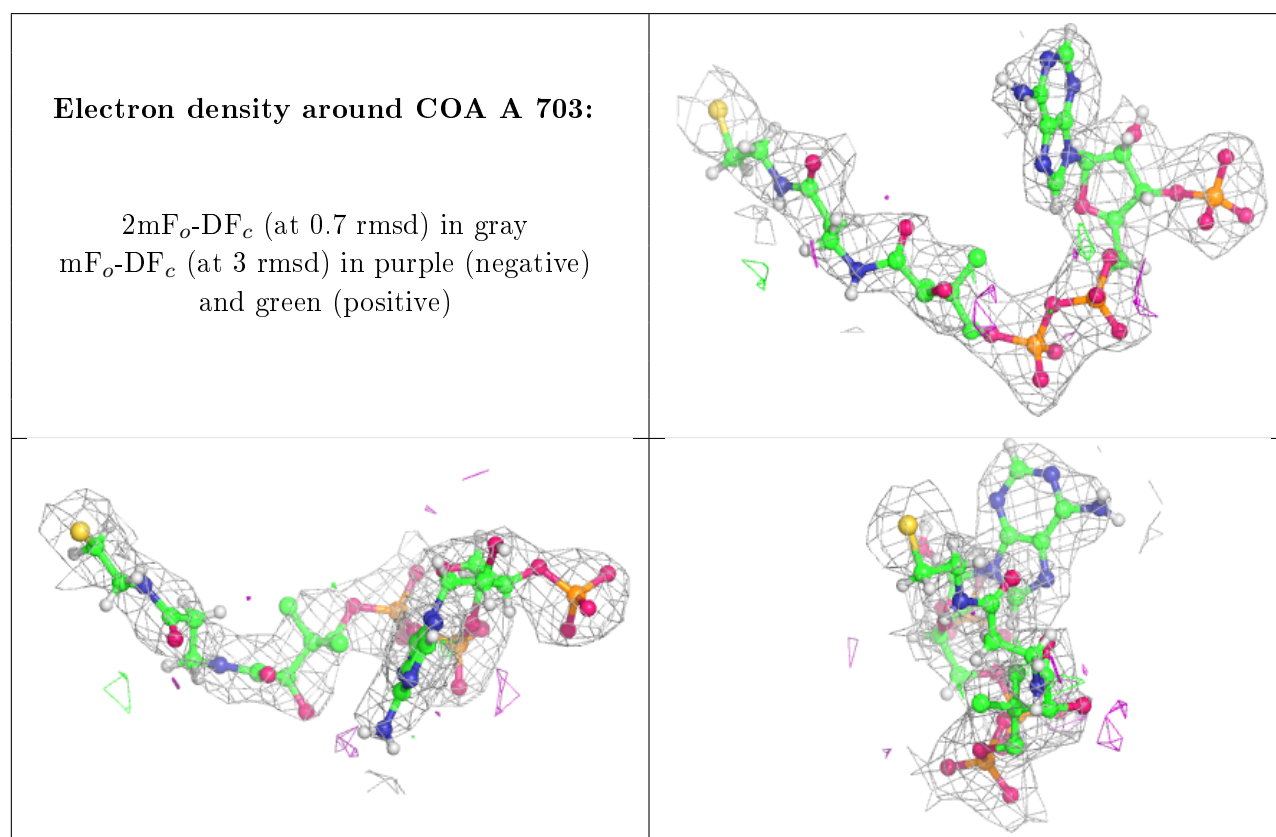 Electron density around COA A 703:
2mFₒ-DF𝒸 (at 0.7 rmsd) in gray
mFₒ-DF𝒸 (at 3 rmsd) in purple (negative)
and green (positive)